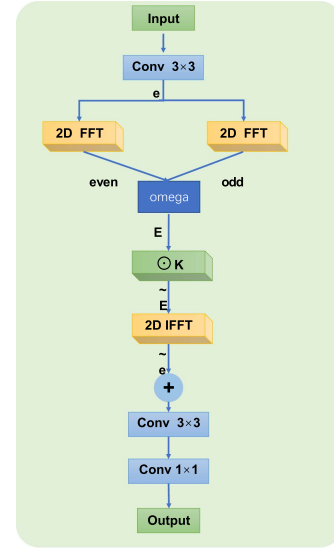 Input
Conv 3×3
e
2D FFT 2D FFT
even odd
omega
E
⊙ K
~
E
2D IFFT
~
e
+
Conv 3×3
Conv 1×1
Output